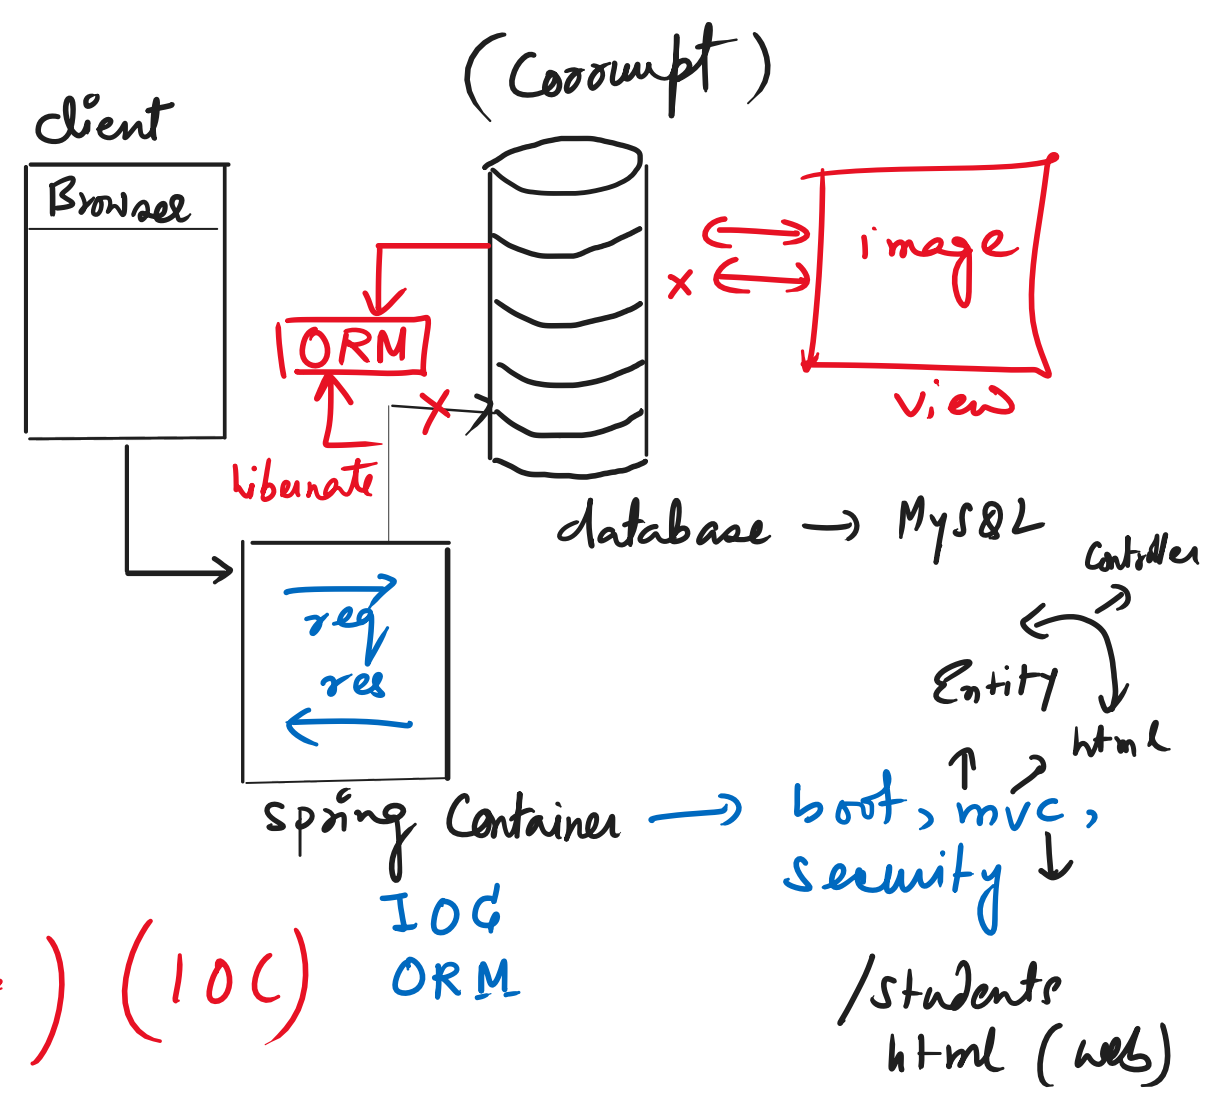 (Corrupt)
client
Browser
image
ORM
x
x
view
hibernate
database → MySQL
Controller
req
res
Entity
html
spring Container → boot, mvc,
security
IOC
ORM
) (IOC)
/students
html (web)